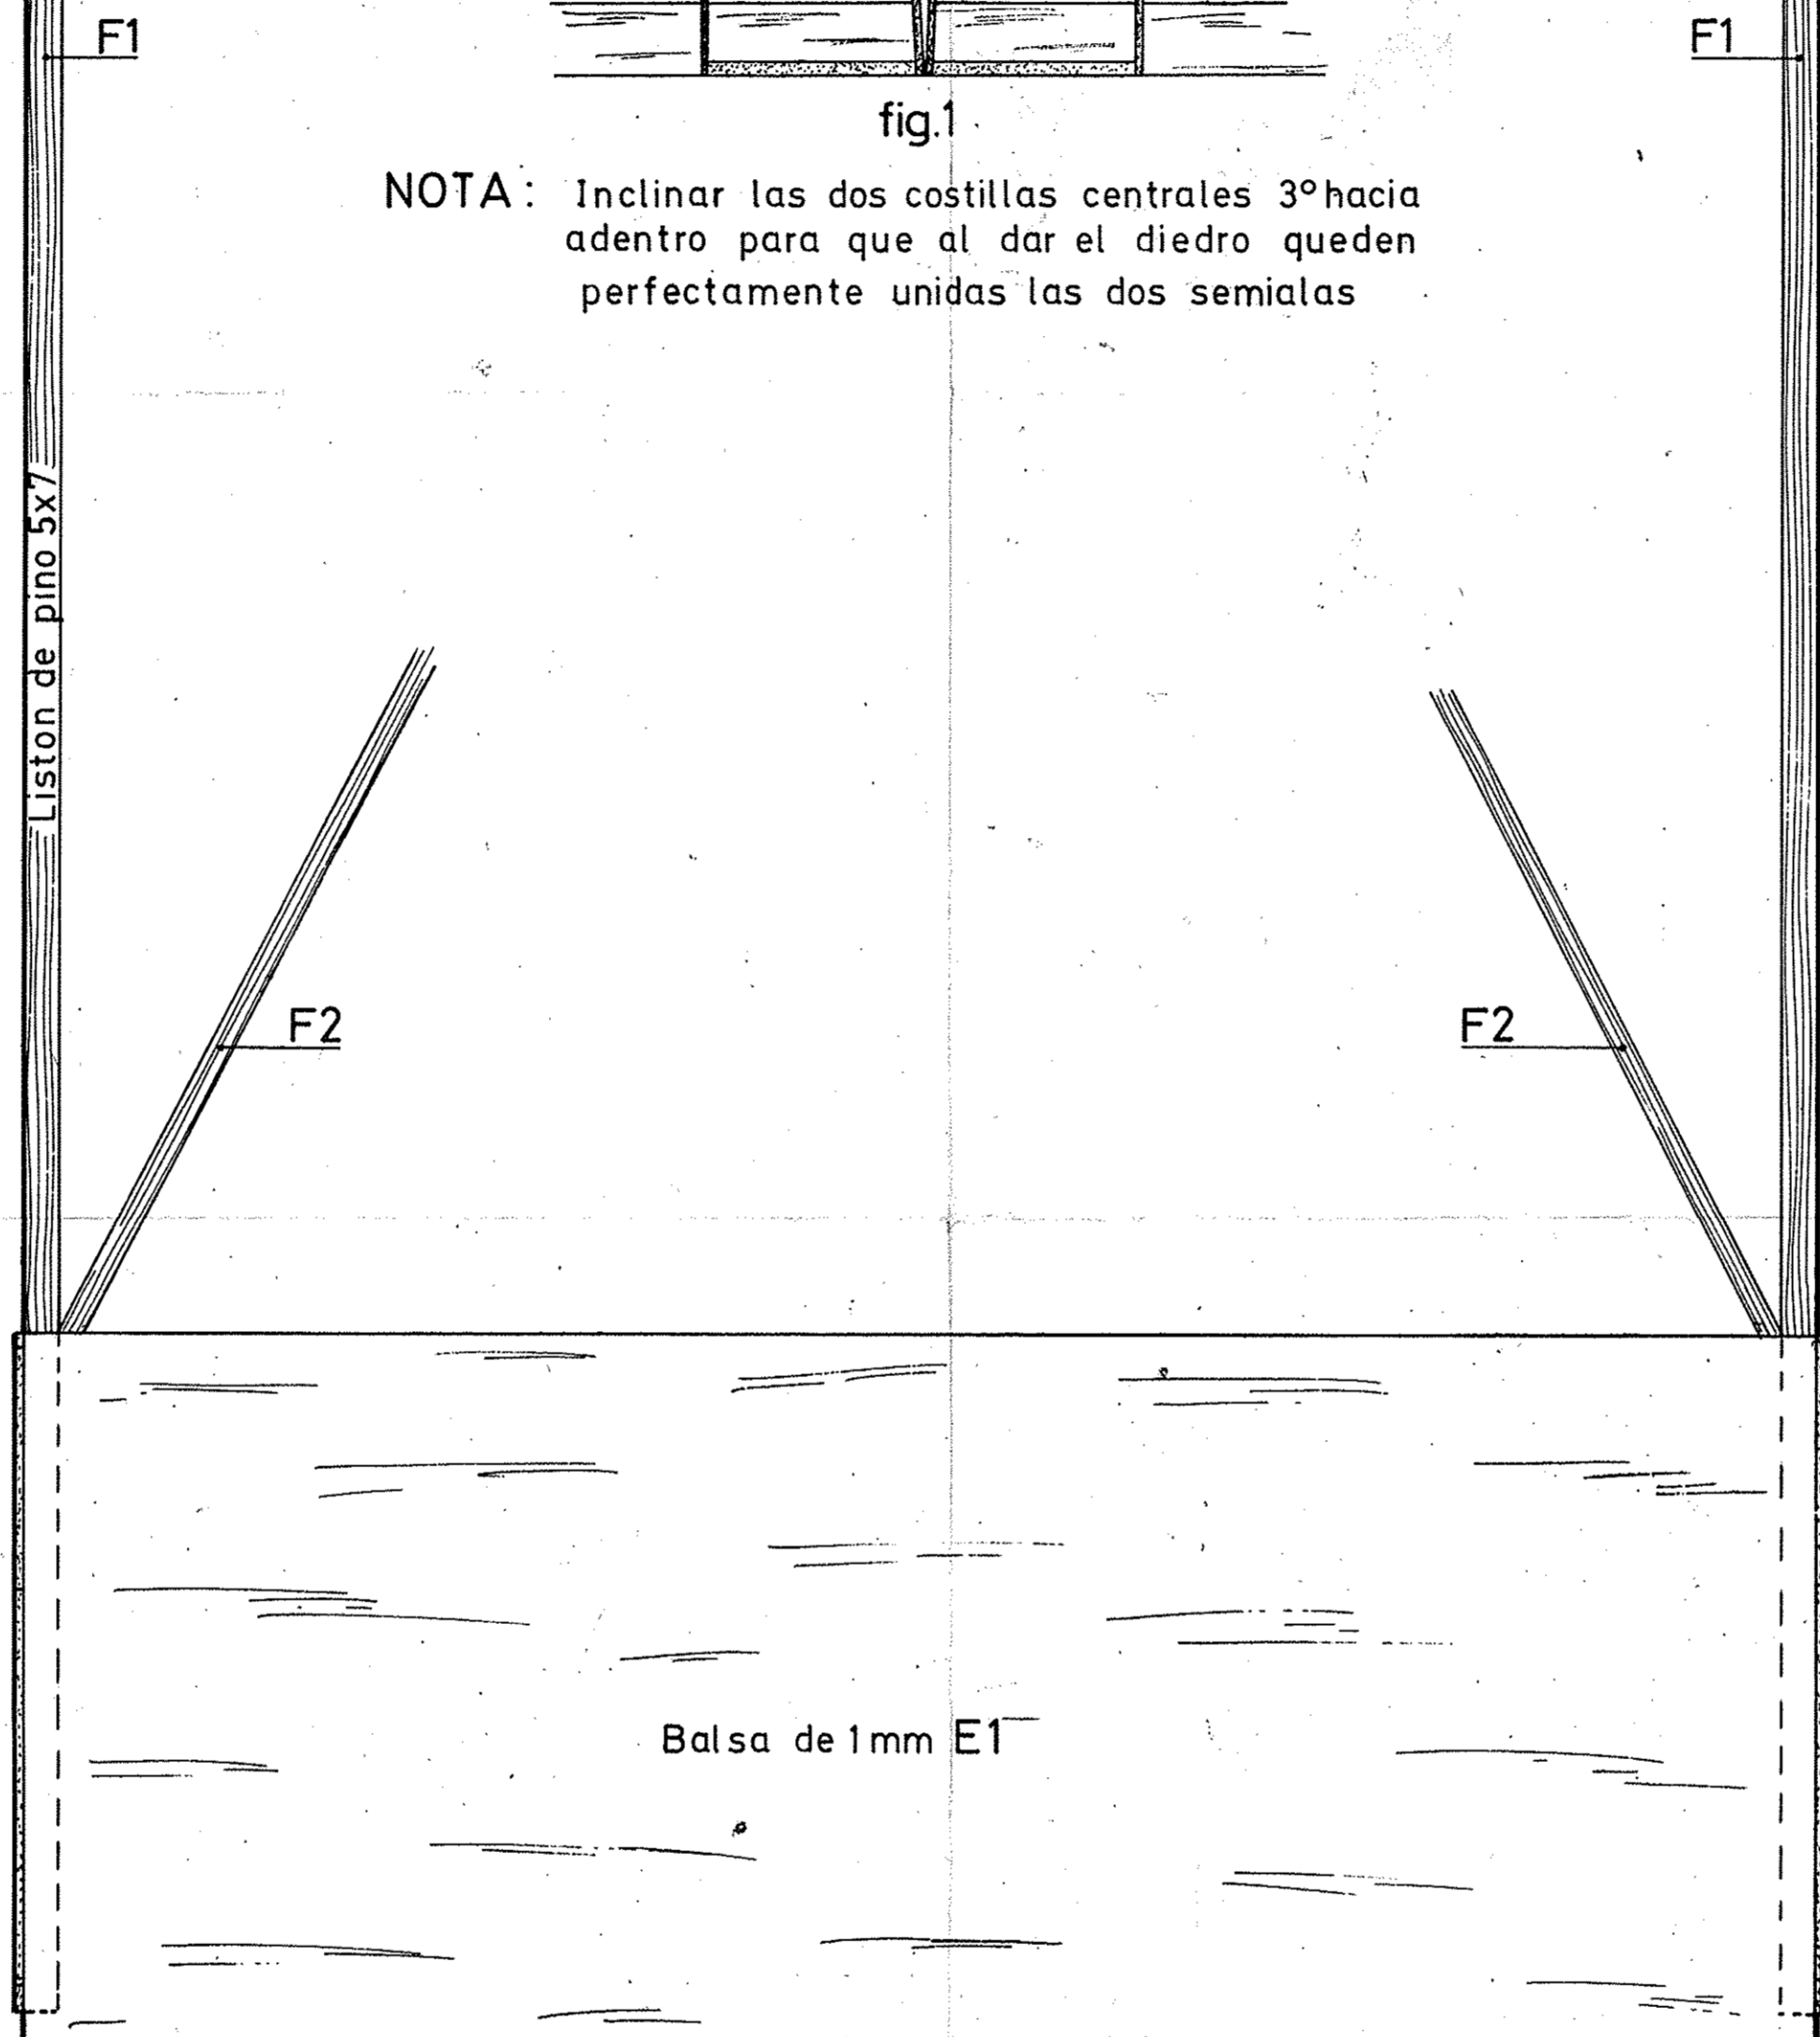 F1
F1
fig.1
NOTA: Inclinar las dos costillas centrales 3° hacia
adentro para que al dar el diedro queden
perfectamente unidas las dos semialas
Liston de pino 5x7
F2
F2
Balsa de 1mm E1